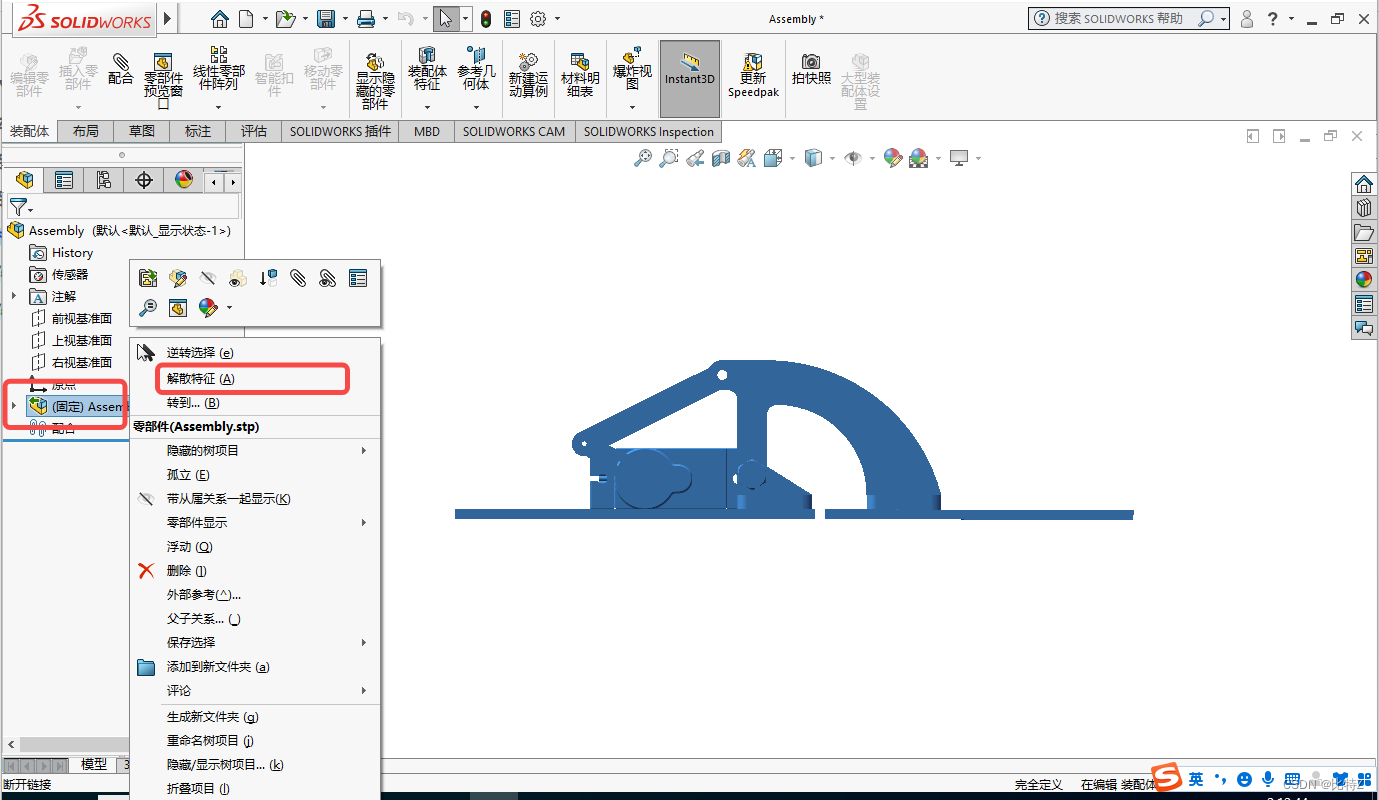 SOLIDWORKS
Assembly *
搜索 SOLIDWORKS 帮助
?
编辑零部件
插入零部件
配合
零部件预览窗口
线性零部件阵列
智能扣件
移动零部件
显示隐藏的零部件
装配体特征
参考几何体
新建运动算例
材料明细表
爆炸视图
Instant3D
更新 Speedpak
拍快照
大型装配体设置
装配体
布局
草图
标注
评估
SOLIDWORKS 插件
MBD
SOLIDWORKS CAM
SOLIDWORKS Inspection
Assembly (默认<默认_显示状态-1>)
History
传感器
注解
前视基准面
上视基准面
右视基准面
原点
(固定) Assemb
配合
逆转选择 (e)
解散特征 (A)
转到... (B)
零部件(Assembly.stp)
隐藏的树项目
孤立 (E)
带从属关系一起显示(K)
零部件显示
浮动 (Q)
删除 (J)
外部参考(^)...
父子关系... (_)
保存选择
添加到新文件夹 (a)
评论
生成新文件夹 (g)
重命名树项目 (j)
隐藏/显示树项目... (k)
折叠项目 (l)
模型
3
断开链接
完全定义
在编辑 装配体
英